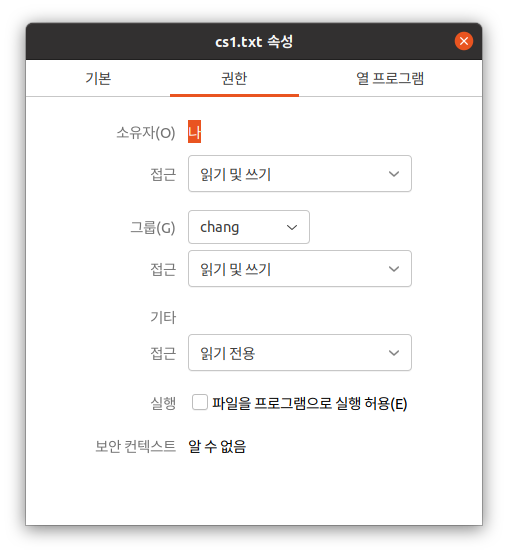 cs1.txt 속성
기본 권한 열 프로그램
소유자(O) 나
접근 읽기 및 쓰기
그룹(G) chang
접근 읽기 및 쓰기
기타
접근 읽기 전용
실행 파일을 프로그램으로 실행 허용(E)
보안 컨텍스트 알 수 없음